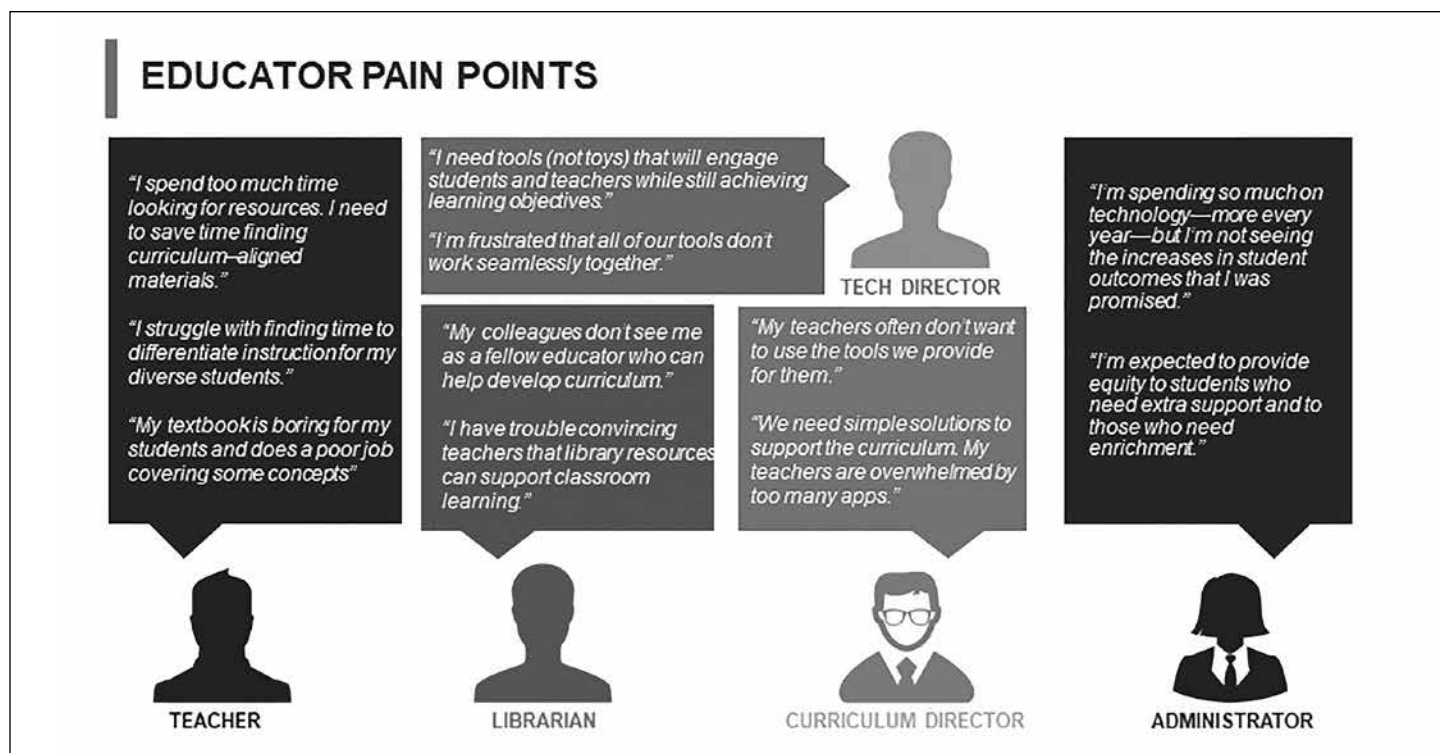 EDUCATOR PAIN POINTS
“I spend too much time
looking for resources. I need
to save time finding
curriculum–aligned
materials.”
“I struggle with finding time to
differentiate instruction for my
diverse students.”
“My textbook is boring for my
students and does a poor job
covering some concepts”
TEACHER
“I need tools (not toys) that will engage
students and teachers while still achieving
learning objectives.”
“I’m frustrated that all of our tools don’t
work seamlessly together.”
TECH DIRECTOR
“My colleagues don’t see me
as a fellow educator who can
help develop curriculum.”
“I have trouble convincing
teachers that library resources
can support classroom
learning.”
LIBRARIAN
“My teachers often don’t want
to use the tools we provide
for them.”
“We need simple solutions to
support the curriculum. My
teachers are overwhelmed by
too many apps.”
CURRICULUM DIRECTOR
“I’m spending so much on
technology—more every
year—but I’m not seeing
the increases in student
outcomes that I was
promised.”
“I’m expected to provide
equity to students who
need extra support and to
those who need
enrichment.”
ADMINISTRATOR